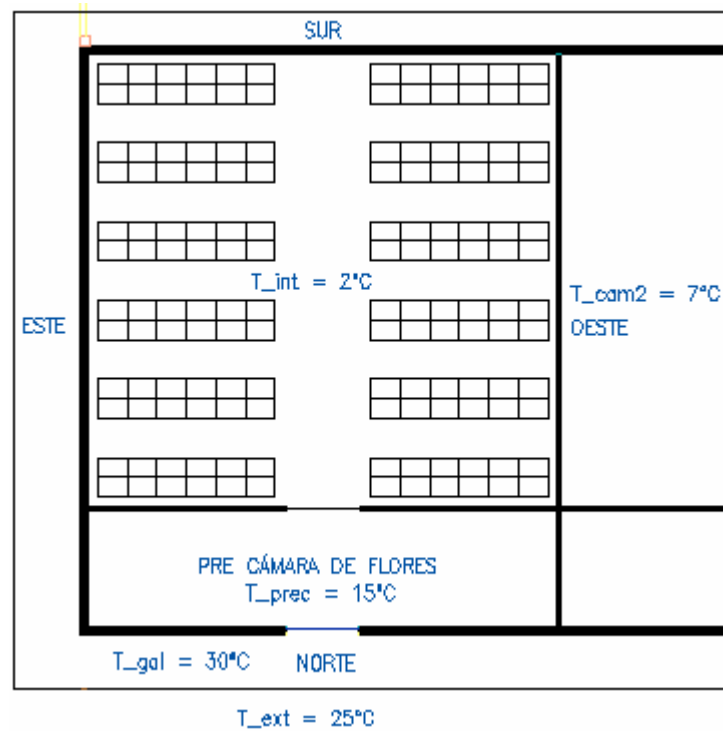 SUR
T_int = 2°C
T_cam2 = 7°C
ESTE
OESTE
PRE CÁMARA DE FLORES
T_prec = 15°C
T_gal = 30°C
NORTE
T_ext = 25°C